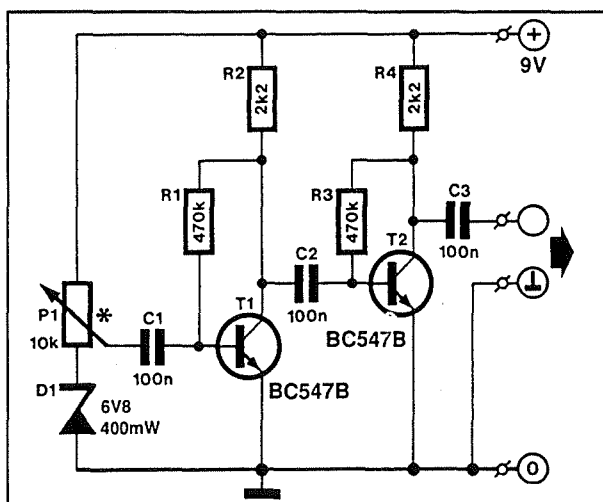 R2
2k2
R4
2k2
+
9V
R1
470k
R3
470k
C3
100n
C2
100n
T2
BC547B
P1
10k
*
C1
100n
T1
BC547B
D1
6V8
400mW
0